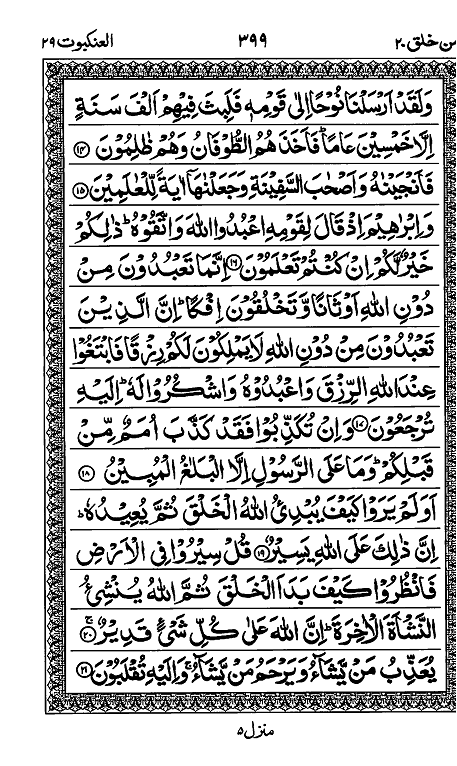 من خلق ٢٠ ٣٩٩ العنكبوت ٢٩
وَلَقَدْ اَرْسَلْنَا نُوْحًا اِلٰى قَوْمِهٖ فَلَبِثَ فِيْهِمْ اَلْفَ سَنَةٍ
اِلَّا خَمْسِيْنَ عَامًا ؕ فَاَخَذَهُمُ الطُّوْفَانُ وَهُمْ ظٰلِمُوْنَ ﴿۱۴﴾
فَاَنْجَيْنٰهُ وَاَصْحٰبَ السَّفِيْنَةِ وَجَعَلْنٰهَاۤ اٰيَةً لِّلْعٰلَمِيْنَ ﴿۱۵﴾
وَاِبْرٰهِيْمَ اِذْ قَالَ لِقَوْمِهِ اعْبُدُوا اللّٰهَ وَاتَّقُوْهُ ؕ ذٰلِكُمْ
خَيْرٌ لَّكُمْ اِنْ كُنْتُمْ تَعْلَمُوْنَ ﴿۱۶﴾ اِنَّمَا تَعْبُدُوْنَ مِنْ
دُوْنِ اللّٰهِ اَوْثَانًا وَّتَخْلُقُوْنَ اِفْكًا ؕ اِنَّ الَّذِيْنَ
تَعْبُدُوْنَ مِنْ دُوْنِ اللّٰهِ لَا يَمْلِكُوْنَ لَكُمْ رِزْقًا فَابْتَغُوْا
عِنْدَ اللّٰهِ الرِّزْقَ وَاعْبُدُوْهُ وَاشْكُرُوْا لَهٗ ؕ اِلَيْهِ
تُرْجَعُوْنَ ﴿۱۷﴾ وَاِنْ تُكَذِّبُوْا فَقَدْ كَذَّبَ اُمَمٌ مِّنْ
قَبْلِكُمْ ؕ وَمَا عَلَى الرَّسُوْلِ اِلَّا الْبَلٰغُ الْمُبِيْنُ ﴿۱۸﴾
اَوَلَمْ يَرَوْا كَيْفَ يُبْدِئُ اللّٰهُ الْخَلْقَ ثُمَّ يُعِيْدُهٗ ؕ
اِنَّ ذٰلِكَ عَلَى اللّٰهِ يَسِيْرٌ ﴿۱۹﴾ قُلْ سِيْرُوْا فِى الْاَرْضِ
فَانْظُرُوْا كَيْفَ بَدَاَ الْخَلْقَ ثُمَّ اللّٰهُ يُنْشِئُ
النَّشْاَةَ الْاٰخِرَةَ ؕ اِنَّ اللّٰهَ عَلٰى كُلِّ شَىْءٍ قَدِيْرٌ ﴿۲۰﴾
يُعَذِّبُ مَنْ يَّشَآءُ وَيَرْحَمُ مَنْ يَّشَآءُ ۚ وَاِلَيْهِ تُقْلَبُوْنَ ﴿۲۱﴾
منزل ٥